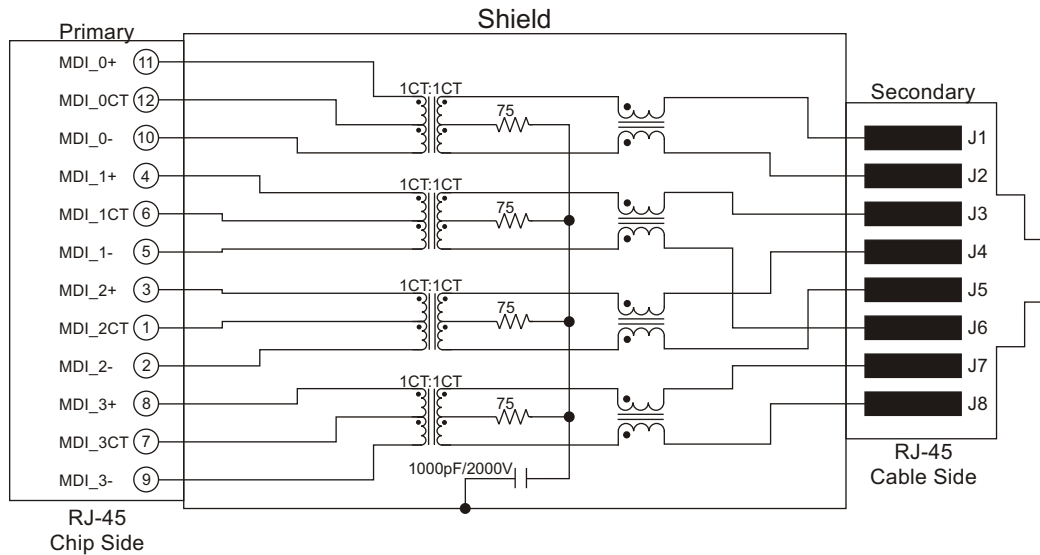 Shield
Primary
MDI_0+ 11
MDI_0CT 12
MDI_0- 10
MDI_1+ 4
MDI_1CT 6
MDI_1- 5
MDI_2+ 3
MDI_2CT 1
MDI_2- 2
MDI_3+ 8
MDI_3CT 7
MDI_3- 9
RJ-45
Chip Side
1CT:1CT
75
1CT:1CT
75
1CT:1CT
75
1CT:1CT
75
1000pF/2000V
Secondary
J1
J2
J3
J4
J5
J6
J7
J8
RJ-45
Cable Side